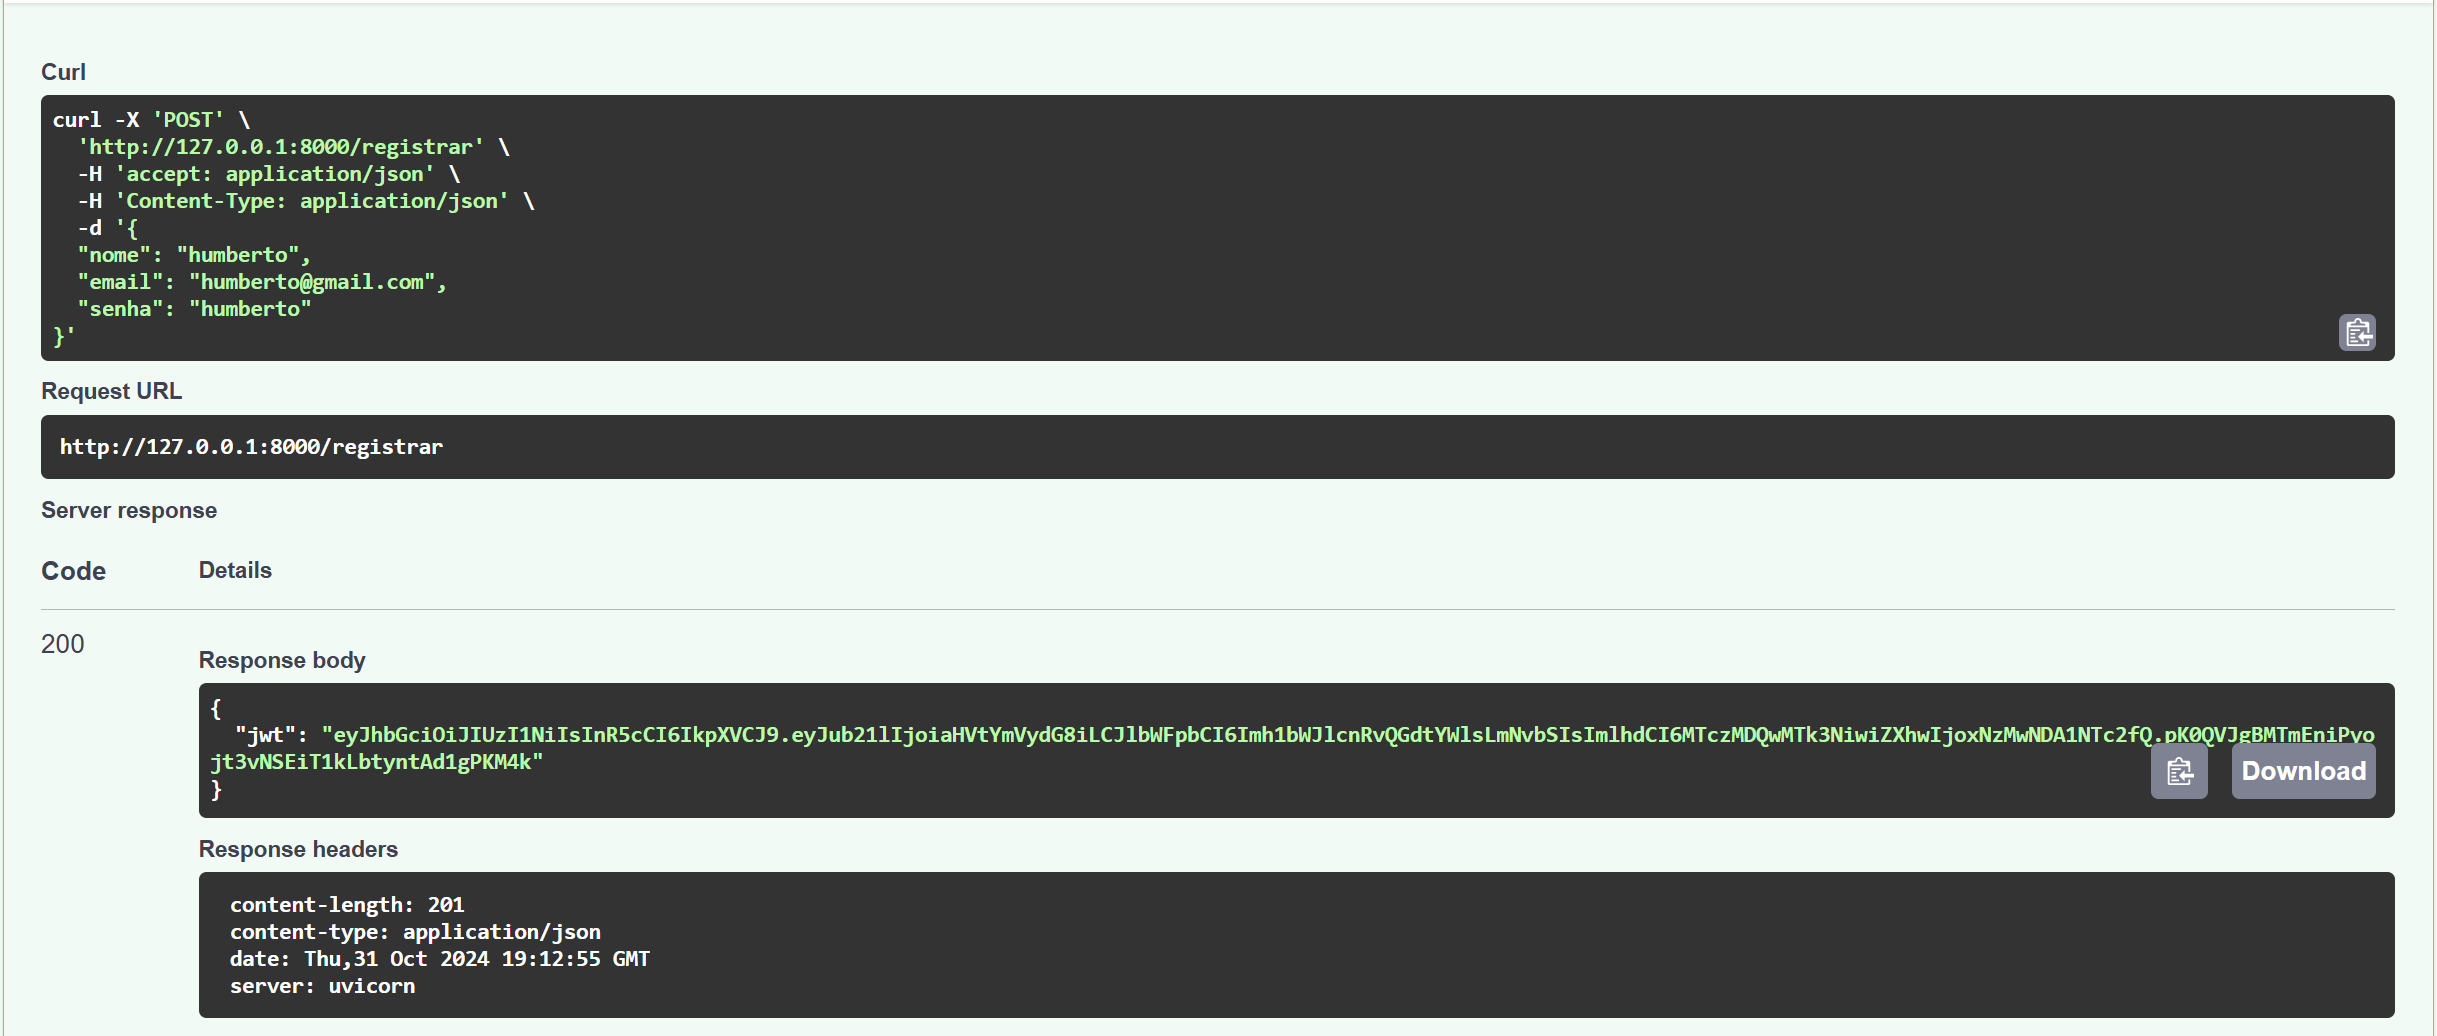 Curl
curl -X 'POST' \
  'http://127.0.0.1:8000/registrar' \
  -H 'accept: application/json' \
  -H 'Content-Type: application/json' \
  -d '{
  "nome": "humberto",
  "email": "humberto@gmail.com",
  "senha": "humberto"
}'
Request URL
http://127.0.0.1:8000/registrar
Server response
Code Details
200
Response body
{
  "jwt": "eyJhbGciOiJIUzI1NiIsInR5cCI6IkpXVCJ9.eyJub21lIjoiaHVtYmVydG8iLCJlbWFpbCI6Imh1bWJlcnRvQGdtYWlsLmNvbSIsImlhdCI6MTczMDQwMTk3NiwiZXhwIjoxNzMwNDA1NTc2fQ.pK0QVJgBMTmEniPyo
jt3vNSEiT1kLbtyntAd1gPKM4k"
}
Download
Response headers
content-length: 201
content-type: application/json
date: Thu,31 Oct 2024 19:12:55 GMT
server: uvicorn